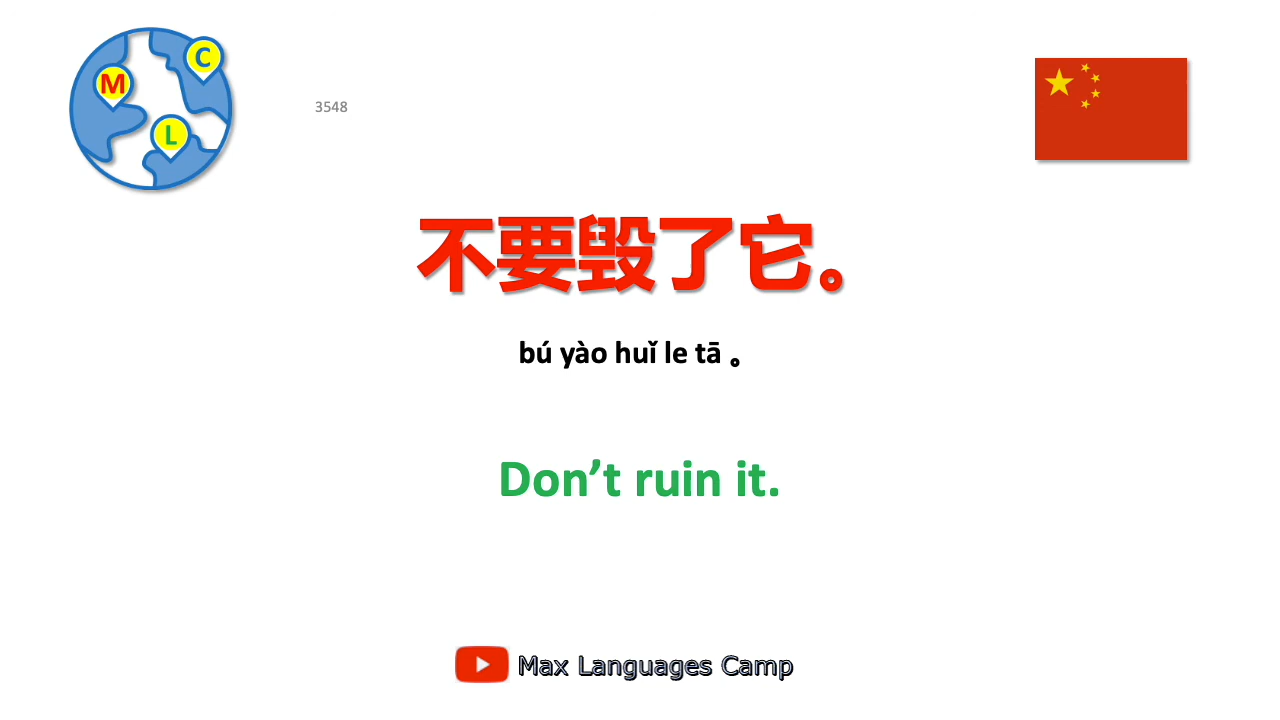 C
M
L
3548
不要毁了它。
bú yào huǐ le tā 。
Don’t ruin it.
Max Languages Camp